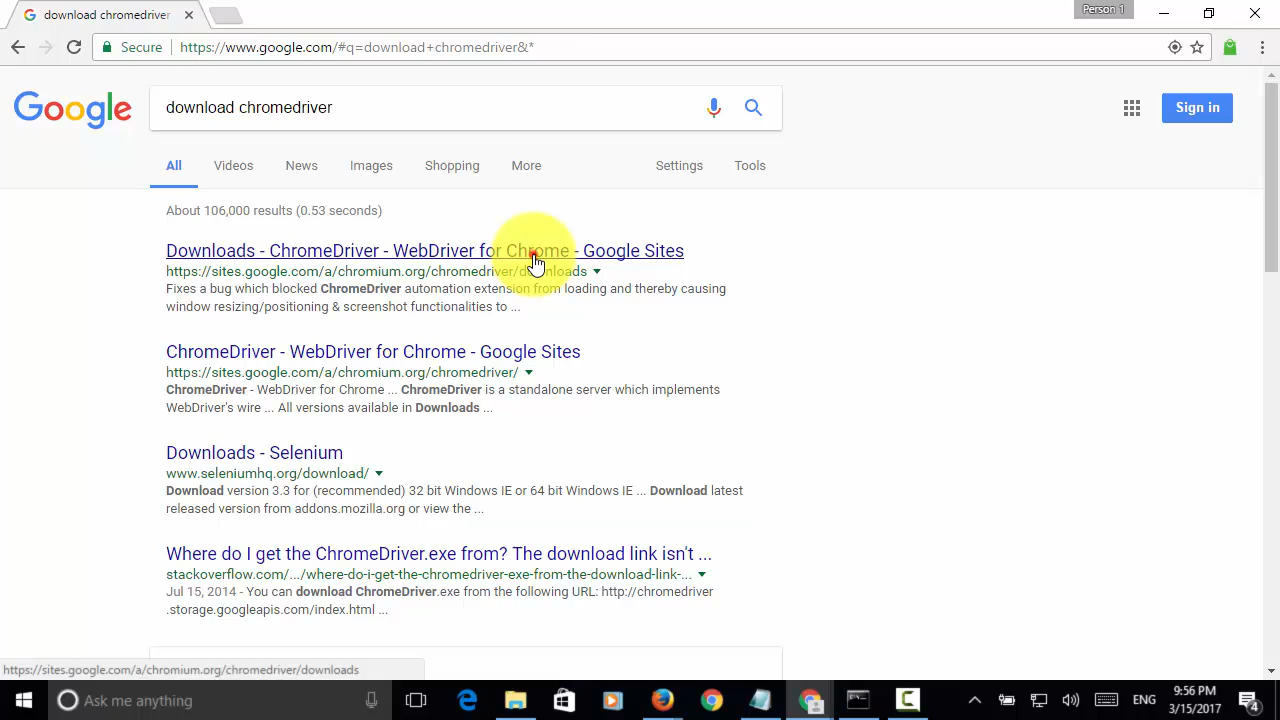 download chromedriver
Person 1
Secure
https://www.google.com/#q=download+chromedriver&*
Google
download chromedriver
Sign in
All Videos News Images Shopping More Settings Tools
About 106,000 results (0.53 seconds)
Downloads - ChromeDriver - WebDriver for Chrome - Google Sites
https://sites.google.com/a/chromium.org/chromedriver/downloads
Fixes a bug which blocked ChromeDriver automation extension from loading and thereby causing
window resizing/positioning & screenshot functionalities to ...
ChromeDriver - WebDriver for Chrome - Google Sites
https://sites.google.com/a/chromium.org/chromedriver/
ChromeDriver - WebDriver for Chrome ... ChromeDriver is a standalone server which implements
WebDriver's wire ... All versions available in Downloads ...
Downloads - Selenium
www.seleniumhq.org/download/
Download version 3.3 for (recommended) 32 bit Windows IE or 64 bit Windows IE ... Download latest
released version from addons.mozilla.org or view the ...
Where do I get the ChromeDriver.exe from? The download link isn't ...
stackoverflow.com/.../where-do-i-get-the-chromedriver-exe-from-the-download-link-...
Jul 15, 2014 - You can download ChromeDriver.exe from the following URL: http://chromedriver
.storage.googleapis.com/index.html ...
https://sites.google.com/a/chromium.org/chromedriver/downloads
Ask me anything
ENG
9:56 PM
3/15/2017
4